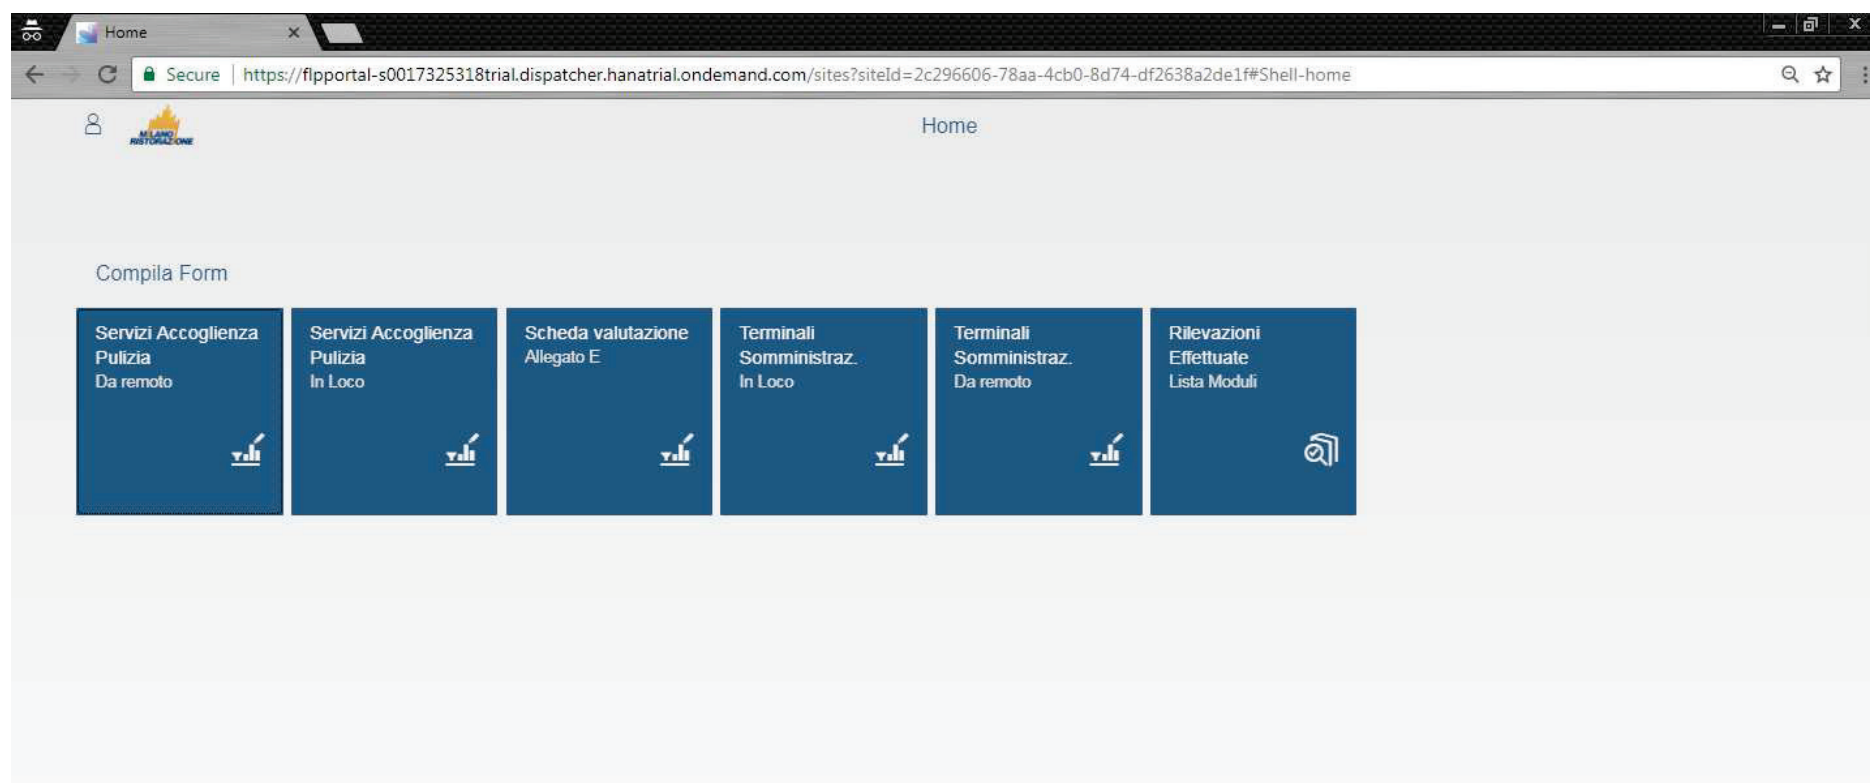 Home
Secure
https://flpportal-s0017325318trial.dispatcher.hanatrial.ondemand.com/sites?siteId=2c296606-78aa-4cb0-8d74-df2638a2de1f#Shell-home
MILANO
RISTORAZIONE
Home
Compila Form
Servizi Accoglienza
Pulizia
Da remoto
Servizi Accoglienza
Pulizia
In Loco
Scheda valutazione
Allegato E
Terminali
Somministraz.
In Loco
Terminali
Somministraz.
Da remoto
Rilevazioni
Effettuate
Lista Moduli